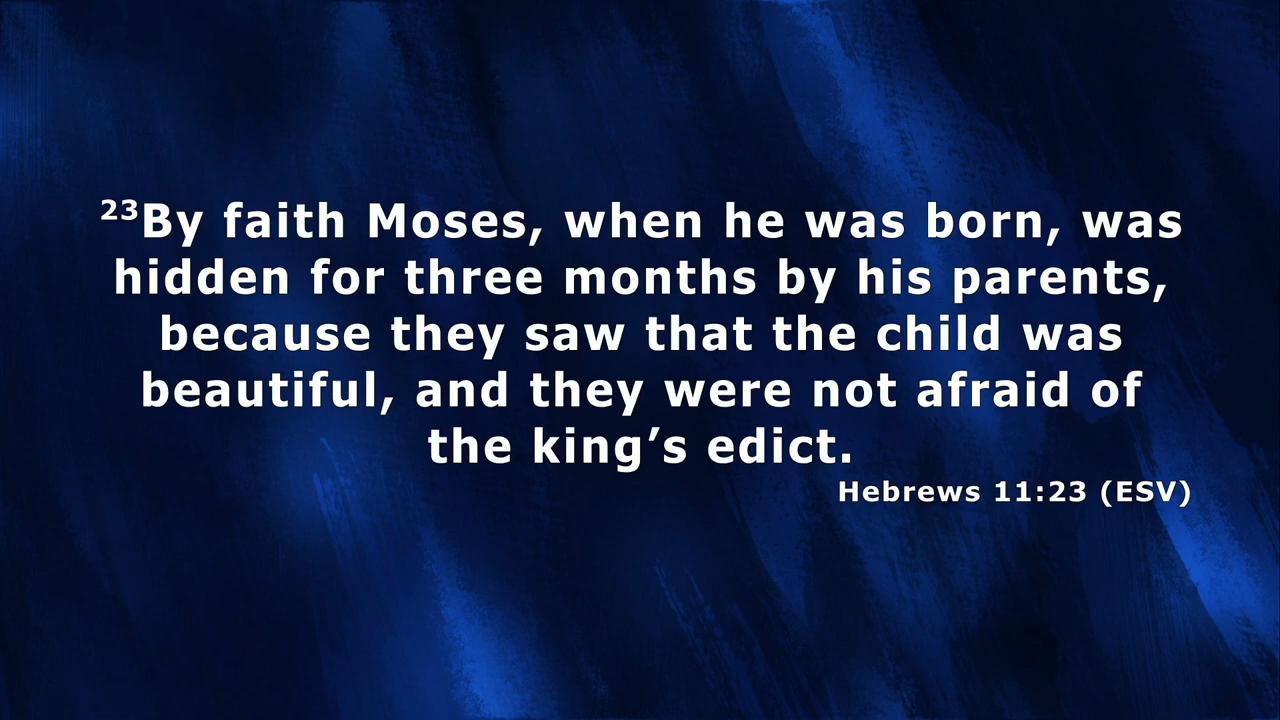 ²³By faith Moses, when he was born, was
hidden for three months by his parents,
because they saw that the child was
beautiful, and they were not afraid of
the king’s edict.
Hebrews 11:23 (ESV)